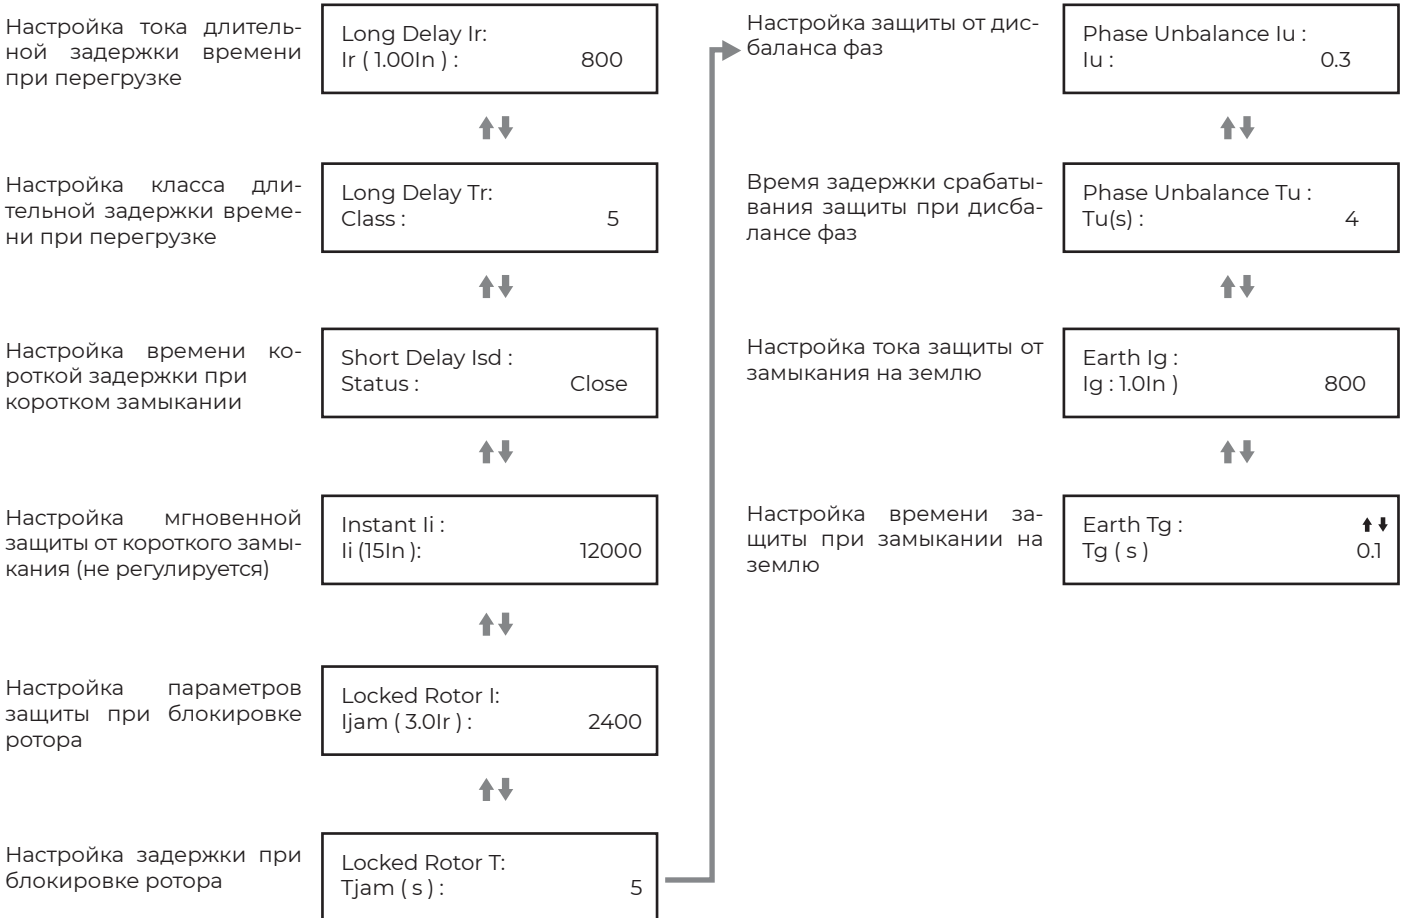 Настройка тока длитель-
ной задержки времени
при перегрузке
Long Delay Ir:
Ir ( 1.00In ) : 800
Настройка класса дли-
тельной задержки време-
ни при перегрузке
Long Delay Tr:
Class : 5
Настройка времени ко-
роткой задержки при
коротком замыкании
Short Delay Isd :
Status : Close
Настройка мгновенной
защиты от короткого замы-
кания (не регулируется)
Instant Ii :
Ii (15In ): 12000
Настройка параметров
защиты при блокировке
ротора
Locked Rotor I:
Ijam ( 3.0Ir ) : 2400
Настройка задержки при
блокировке ротора
Locked Rotor T:
Tjam ( s ) : 5
Настройка защиты от дис-
баланса фаз
Phase Unbalance Iu :
Iu : 0.3
Время задержки срабаты-
вания защиты при дисба-
лансе фаз
Phase Unbalance Tu :
Tu(s) : 4
Настройка тока защиты от
замыкания на землю
Earth Ig :
Ig : 1.0In ) 800
Настройка времени за-
щиты при замыкании на
землю
Earth Tg :
Tg ( s ) 0.1